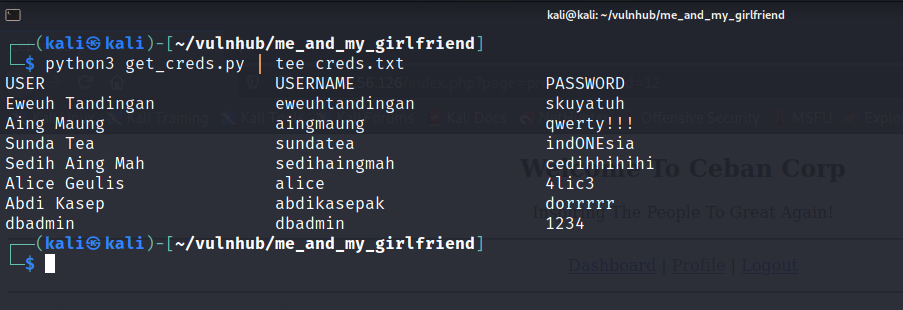 kali@kali: ~/vulnhub/me_and_my_girlfriend
┌──(kali㉿kali)-[~/vulnhub/me_and_my_girlfriend]
└─$ python3 get_creds.py | tee creds.txt
USER USERNAME PASSWORD
Eweuh Tandingan eweuhtandingan skuyatuh
Aing Maung aingmaung qwerty!!!
Sunda Tea sundatea indONEsia
Sedih Aing Mah sedihaingmah cedihhihihi
Alice Geulis alice 4lic3
Abdi Kasep abdikasepak dorrrrr
dbadmin dbadmin 1234
┌──(kali㉿kali)-[~/vulnhub/me_and_my_girlfriend]
└─$
Welcome To Ceban Corp
The People To Great Again!
Dashboard | Profile | Logout